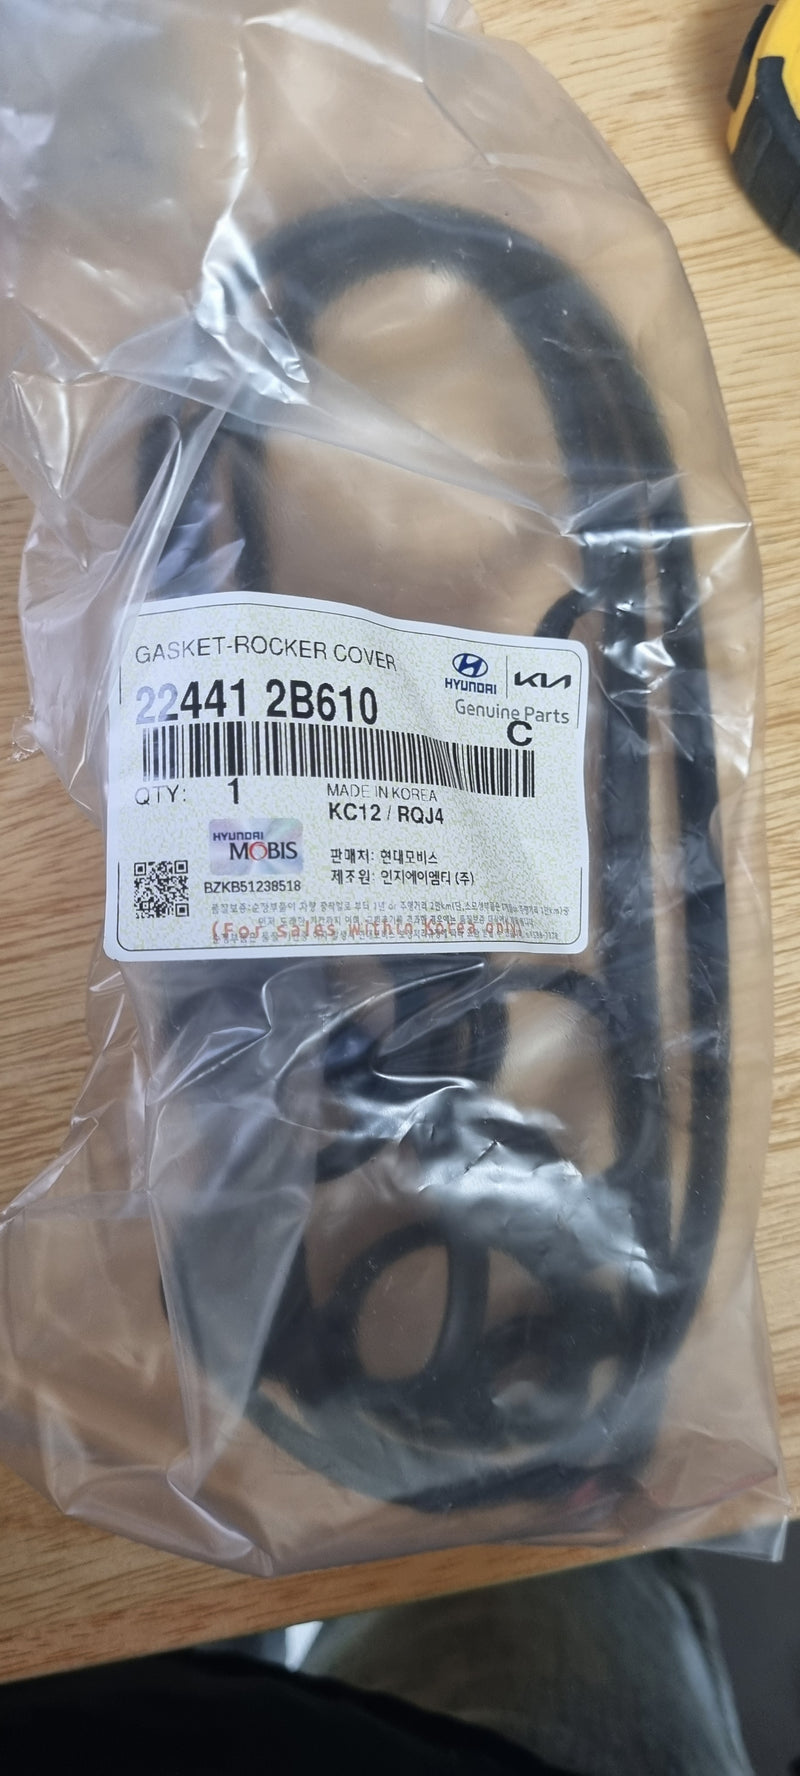 GASKET-ROCKER COVER
HYUNDAI KIA
22441 2B610
Genuine Parts
C
QTY: 1
MADE IN KOREA
KC12 / RQJ4
HYUNDAI
MOBIS
판매처: 현대모비스
제조원: 인지에이엠티 (주)
BZKB51238518
(For sales within Korea only)